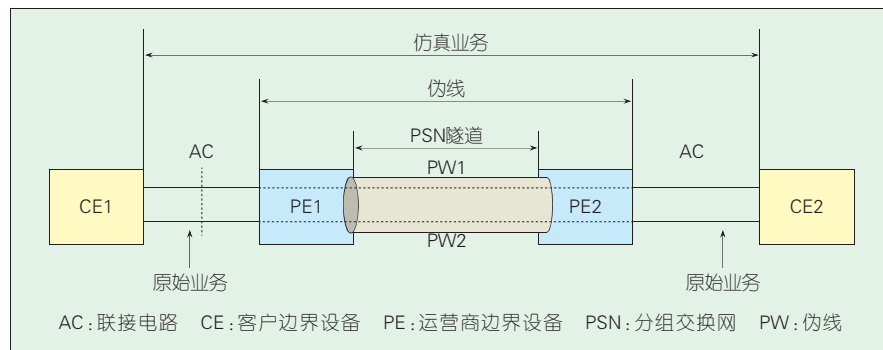 仿真业务
伪线
PSN隧道
AC
AC
PW1
CE1
PE1
PE2
CE2
PW2
原始业务
原始业务
AC:联接电路 CE:客户边界设备 PE:运营商边界设备 PSN:分组交换网 PW:伪线